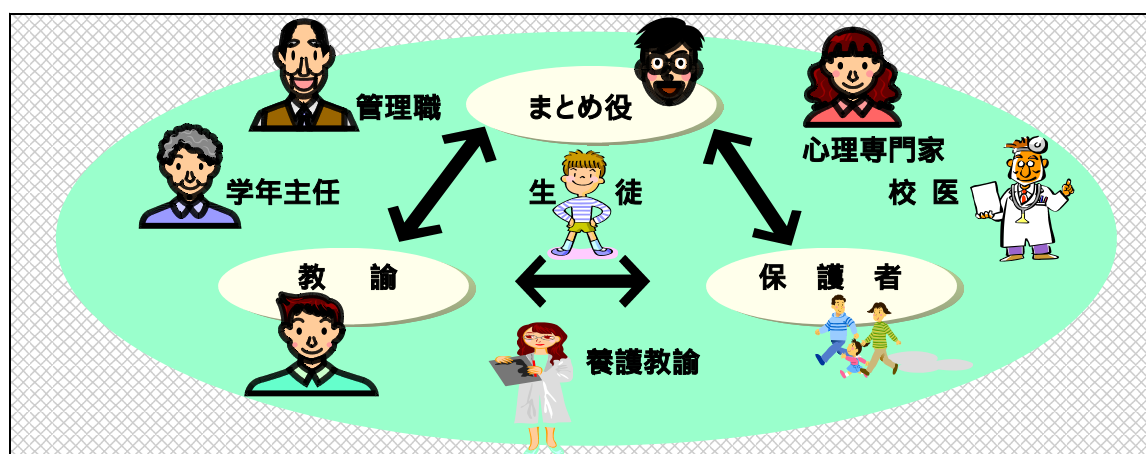 管理職
まとめ役
心理専門家
学年主任
生 徒
校 医
教 諭
保 護 者
養護教諭